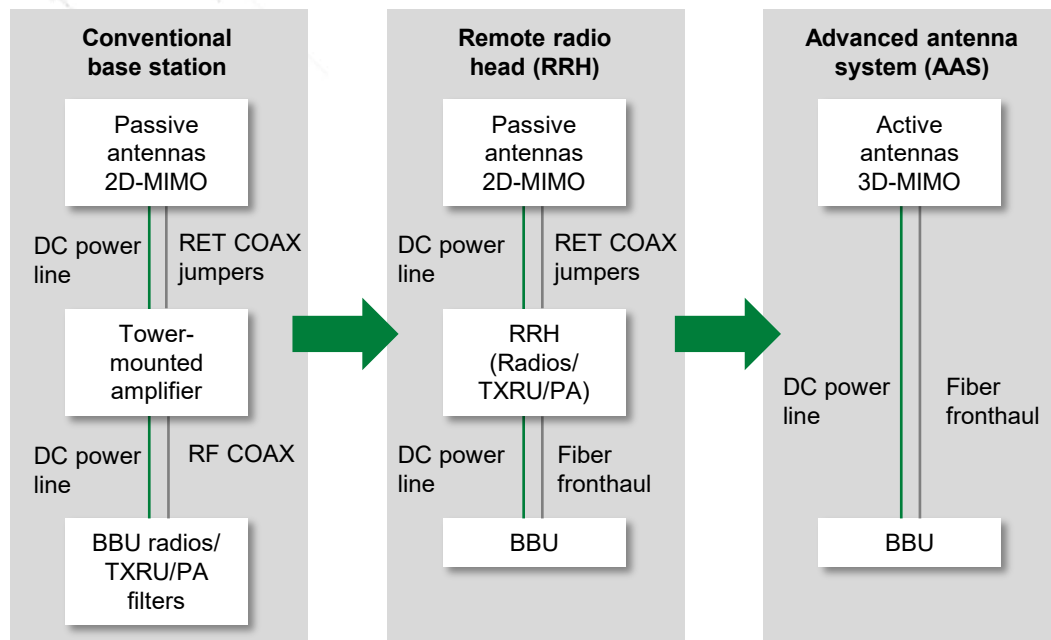 Conventional
base station
Passive
antennas
2D-MIMO
DC power
line
RET COAX
jumpers
Tower-
mounted
amplifier
DC power
line
RF COAX
BBU radios/
TXRU/PA
filters
Remote radio
head (RRH)
Passive
antennas
2D-MIMO
DC power
line
RET COAX
jumpers
RRH
(Radios/
TXRU/PA)
DC power
line
Fiber
fronthaul
BBU
Advanced antenna
system (AAS)
Active
antennas
3D-MIMO
DC power
line
Fiber
fronthaul
BBU